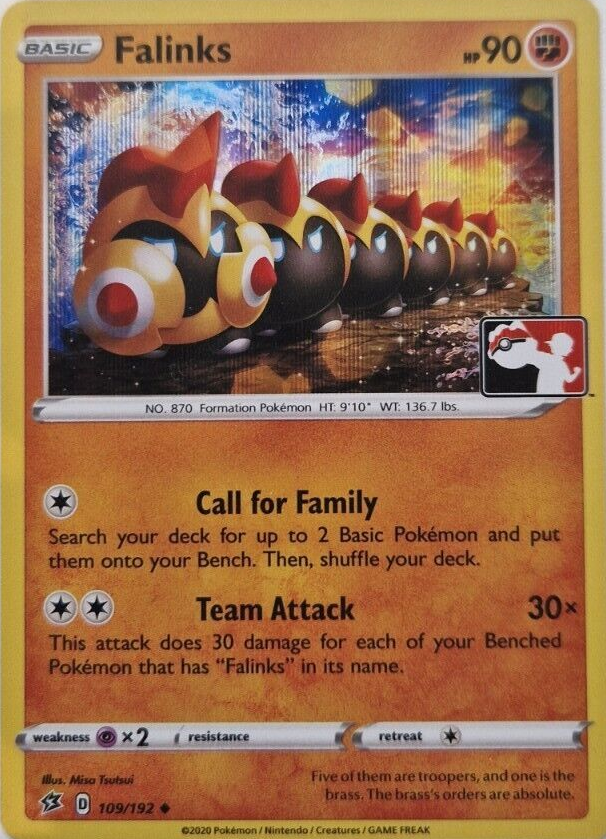 BASIC Falinks HP 90
NO. 870 Formation Pokémon HT: 9'10" WT: 136.7 lbs.
Call for Family
Search your deck for up to 2 Basic Pokémon and put
them onto your Bench. Then, shuffle your deck.
Team Attack 30×
This attack does 30 damage for each of your Benched
Pokémon that has “Falinks” in its name.
weakness ×2 resistance retreat
Illus. Misa Tsutsui
Five of them are troopers, and one is the
brass. The brass's orders are absolute.
D 109/192
©2020 Pokémon / Nintendo / Creatures / GAME FREAK